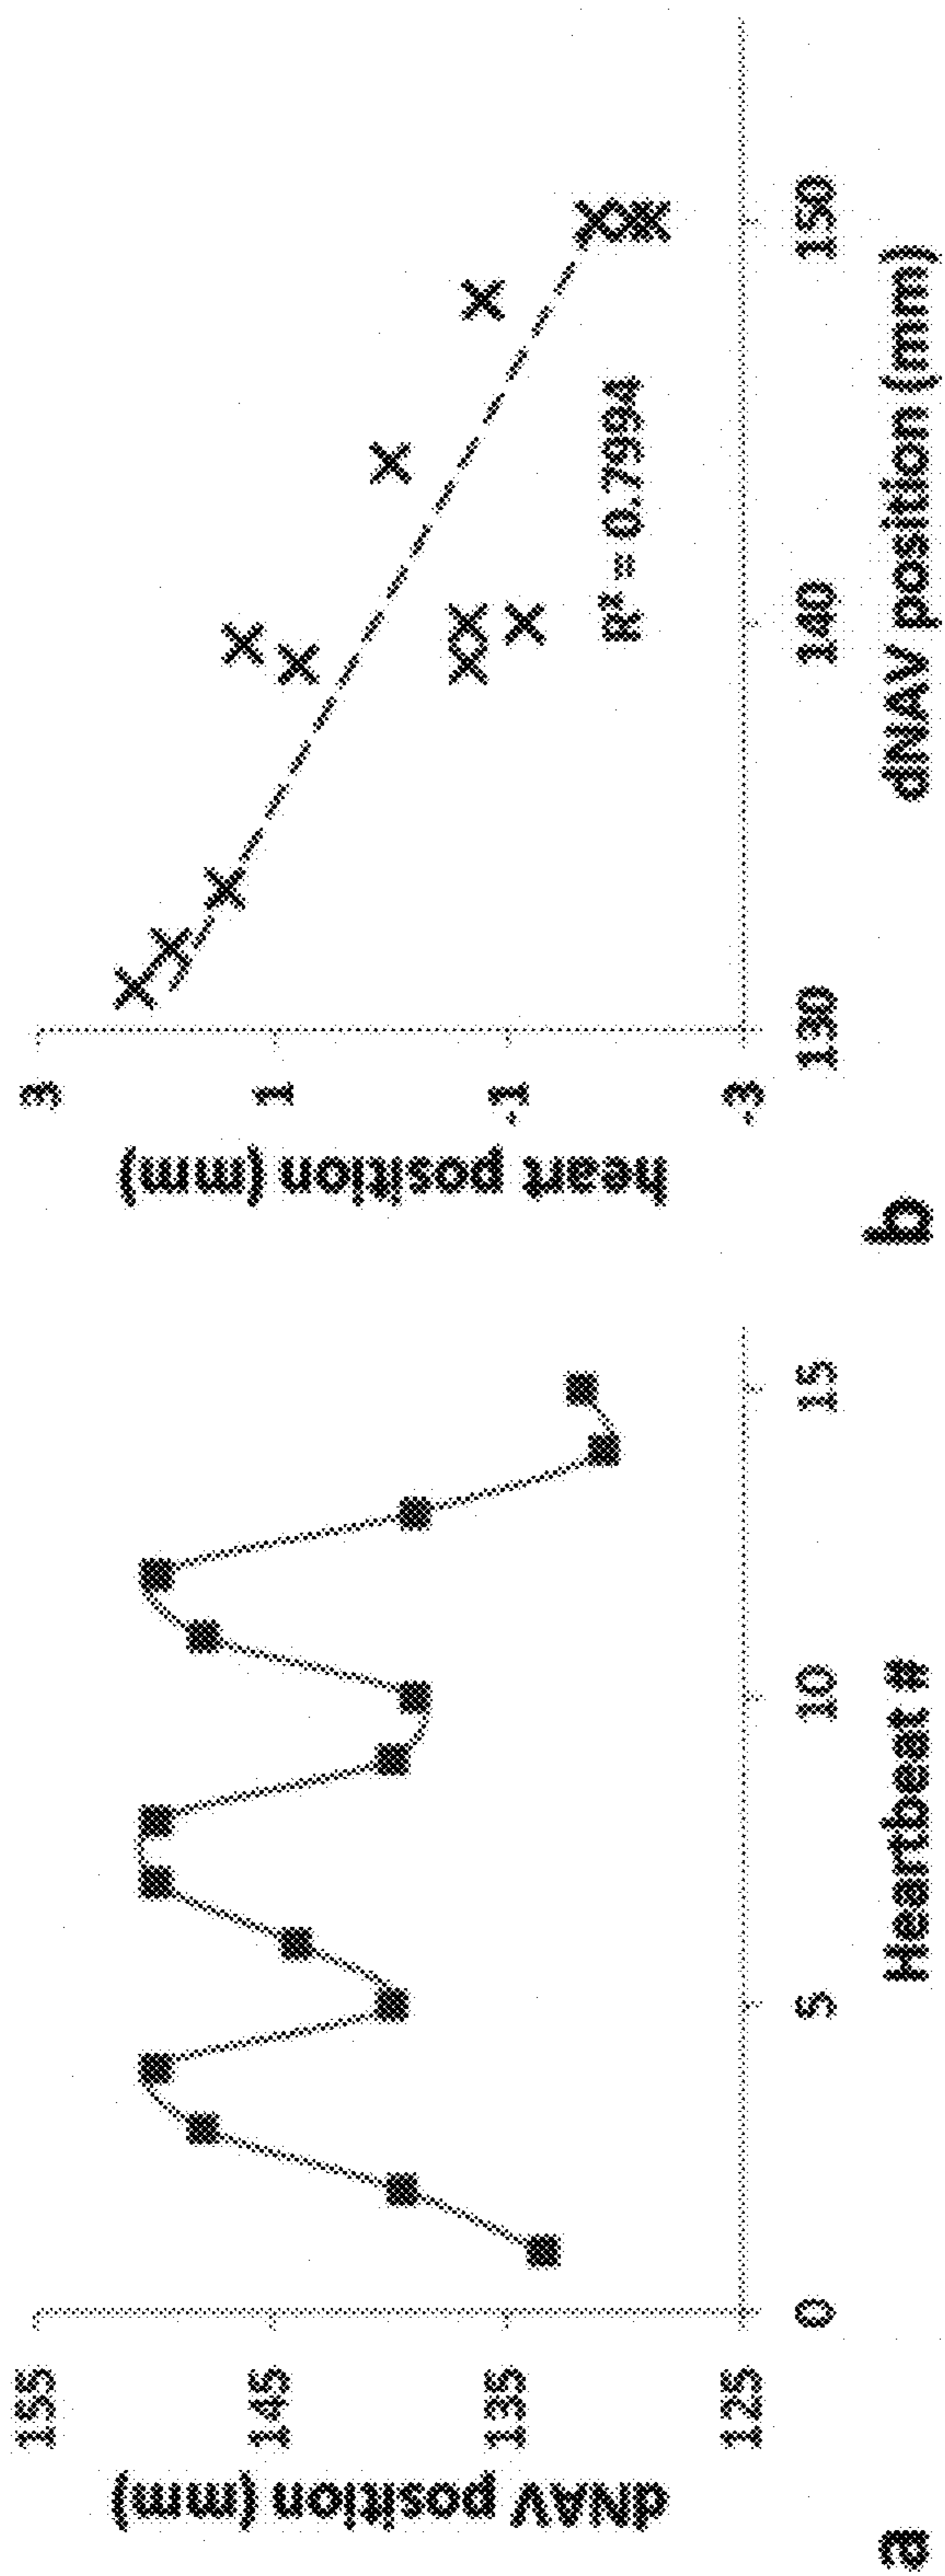 dNAV position (mm)
155
145
135
125
0
5
10
15
Heartbeat #
a
heart position (mm)
3
1
-1
-3
130
140
150
dNAV position (mm)
R² = 0.7994
b